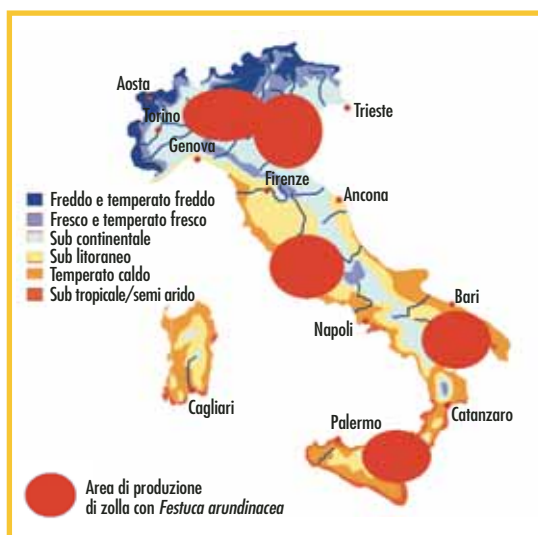 Aosta
Torino
Trieste
Genova
Firenze
Ancona
Freddo e temperato freddo
Fresco e temperato fresco
Sub continentale
Sub litoraneo
Temperato caldo
Sub tropicale/semi arido
Bari
Napoli
Cagliari
Palermo
Catanzaro
Area di produzione
di zolla con Festuca arundinacea